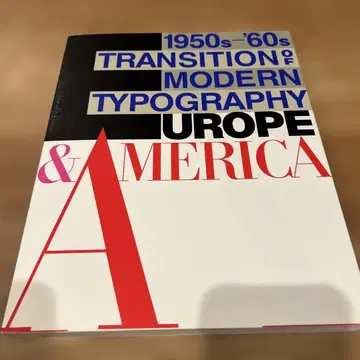 1950s–'60s
TRANSITION OF
MODERN
TYPOGRAPHY
EUROPE
& AMERICA